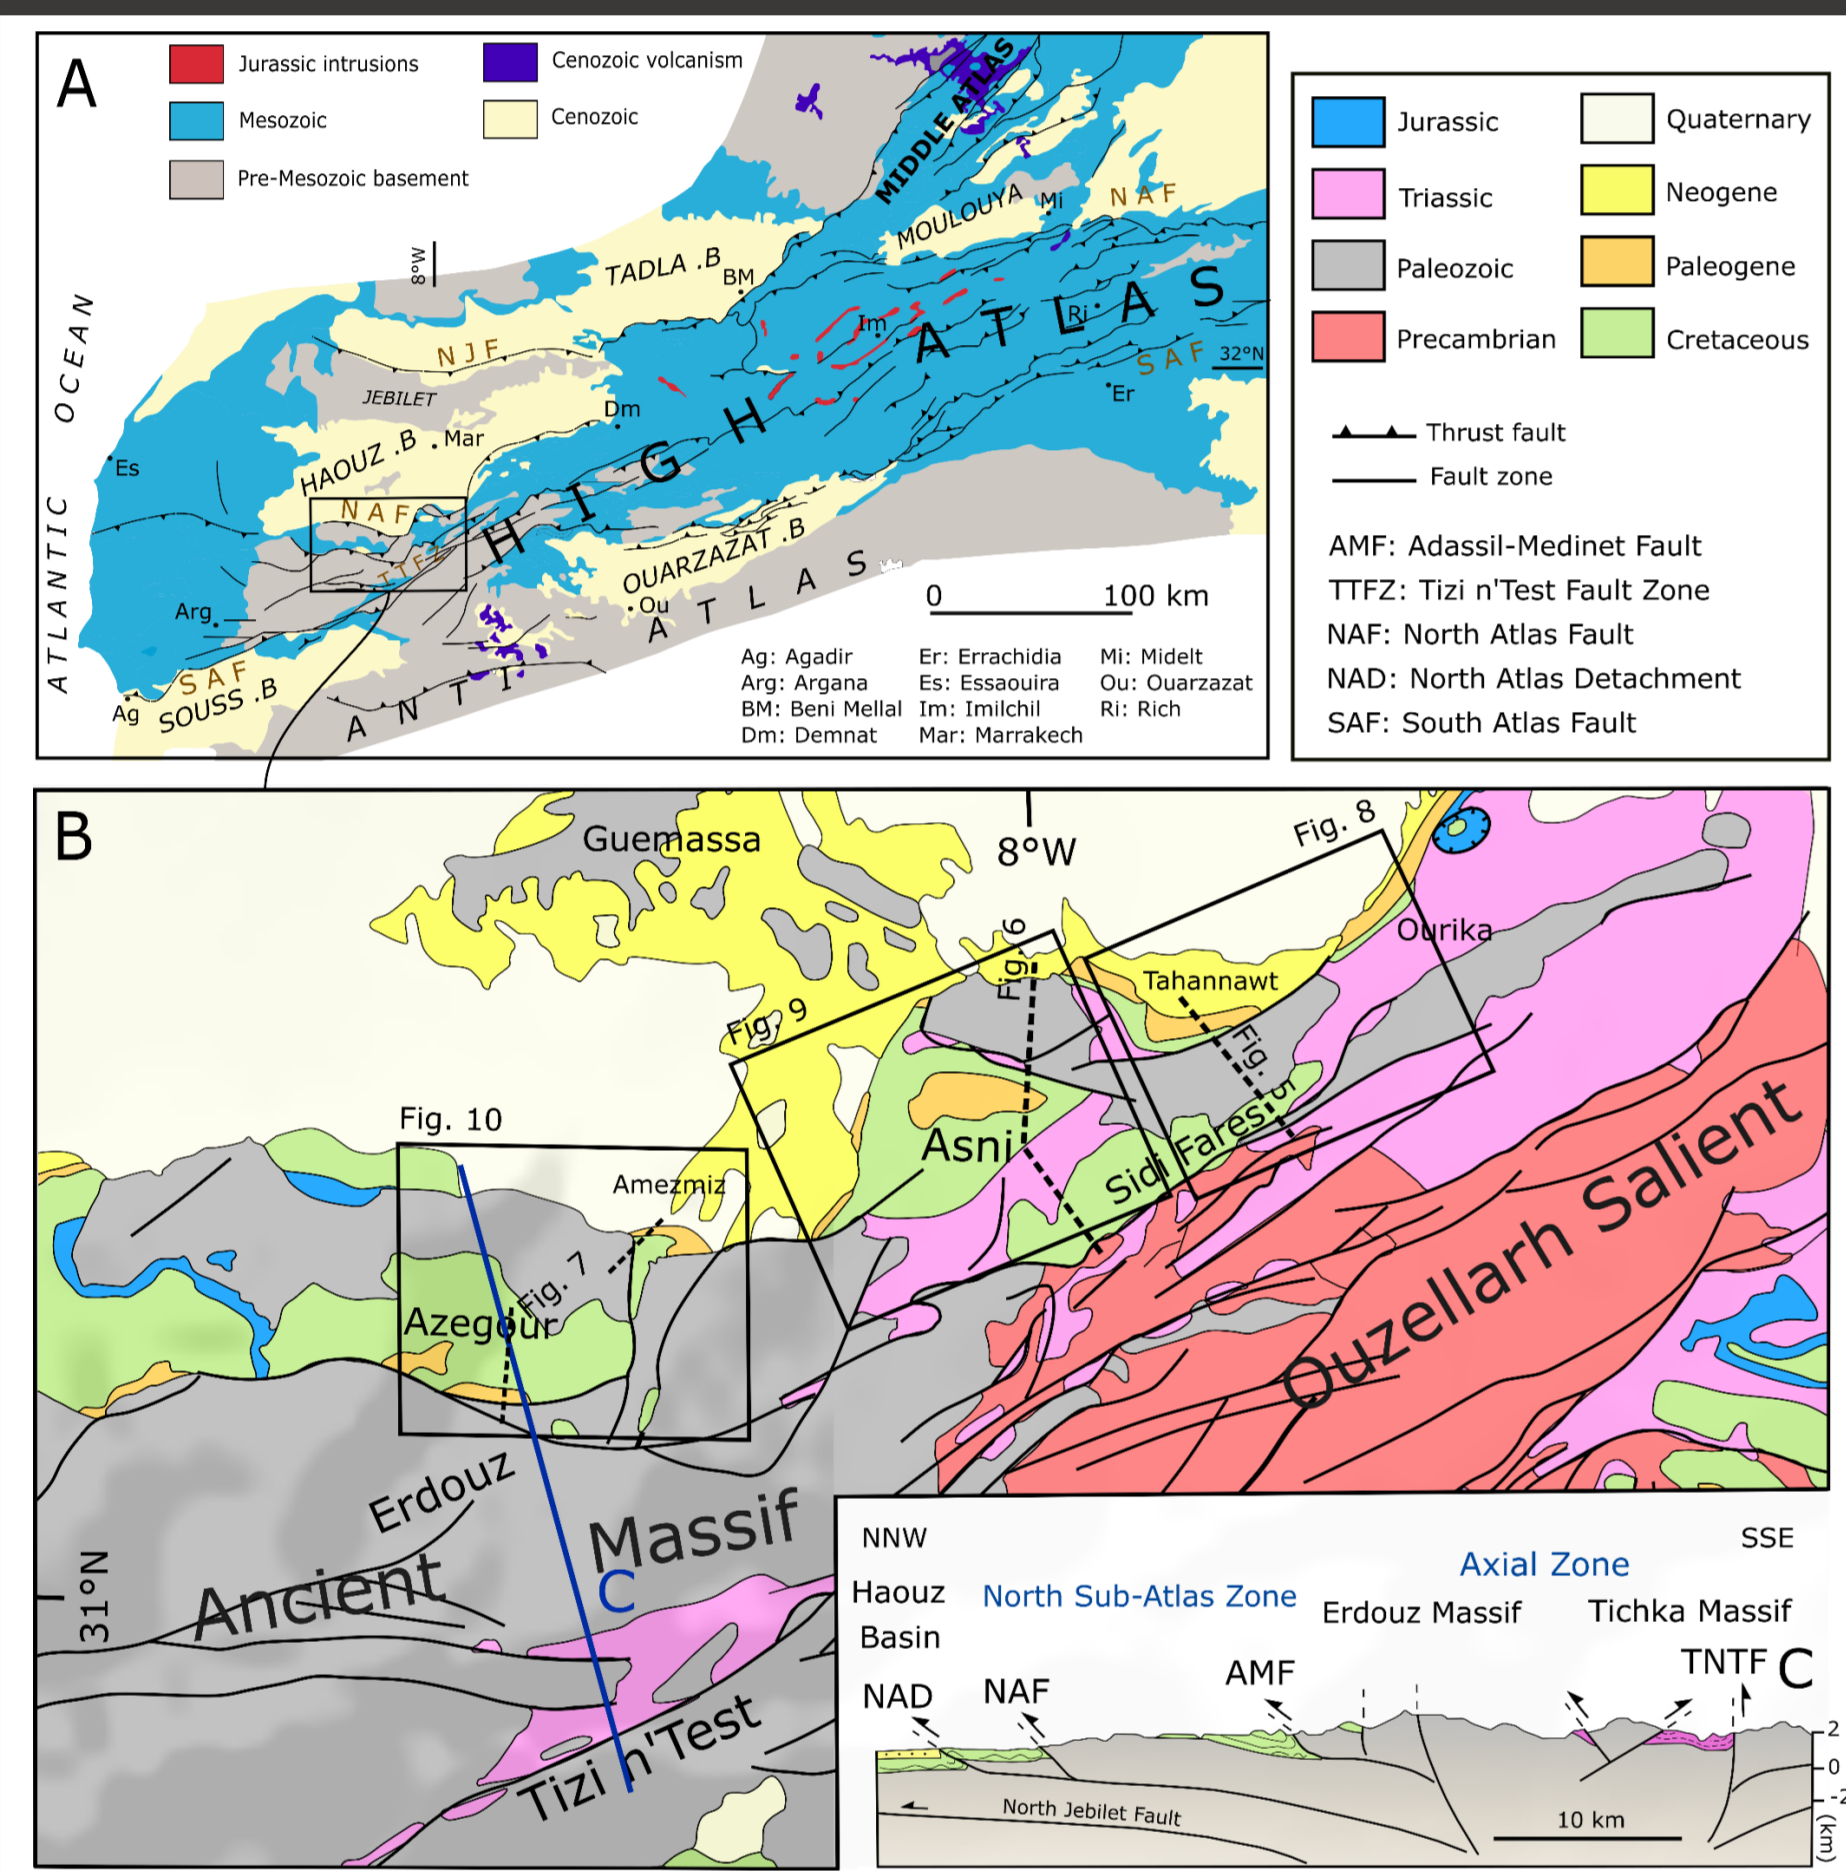 A
Jurassic intrusions
Cenozoic volcanism
Mesozoic
Cenozoic
Pre-Mesozoic basement
MIDDLE ATLAS
MOULOUYA
Mi
N A F
8°W
TADLA .B
BM
ATLANTIC OCEAN
N J F
JEBILET
Im
Ri
HIGH ATLAS
S A F
32°N
Er
Dm
HAOUZ .B
Mar
Es
N A F
TTFZ
OUARZAZAT .B
Ou
Arg
S A F
SOUSS .B
Ag
ANTI ATLAS
0 100 km
Ag: Agadir
Arg: Argana
BM: Beni Mellal
Dm: Demnat
Er: Errachidia
Es: Essaouira
Im: Imilchil
Mar: Marrakech
Mi: Midelt
Ou: Ouarzazat
Ri: Rich
Jurassic
Triassic
Paleozoic
Precambrian
Quaternary
Neogene
Paleogene
Cretaceous
Thrust fault
Fault zone
AMF: Adassil-Medinet Fault
TTFZ: Tizi n'Test Fault Zone
NAF: North Atlas Fault
NAD: North Atlas Detachment
SAF: South Atlas Fault
B
Guemassa
8°W
Fig. 8
Ourika
Fig. 6
Tahannawt
Fig. 9
Fig. 5
Fig. 10
Asni
Sidi Fares
Amezmiz
Fig. 7
Azegour
Ouzellarh Salient
Erdouz
Ancient Massif
C
31°N
Tizi n'Test
NNW
SSE
Axial Zone
Haouz
Basin
North Sub-Atlas Zone
Erdouz Massif
Tichka Massif
NAD
NAF
AMF
TNTF
C
2
0
-2
(km)
North Jebilet Fault
10 km